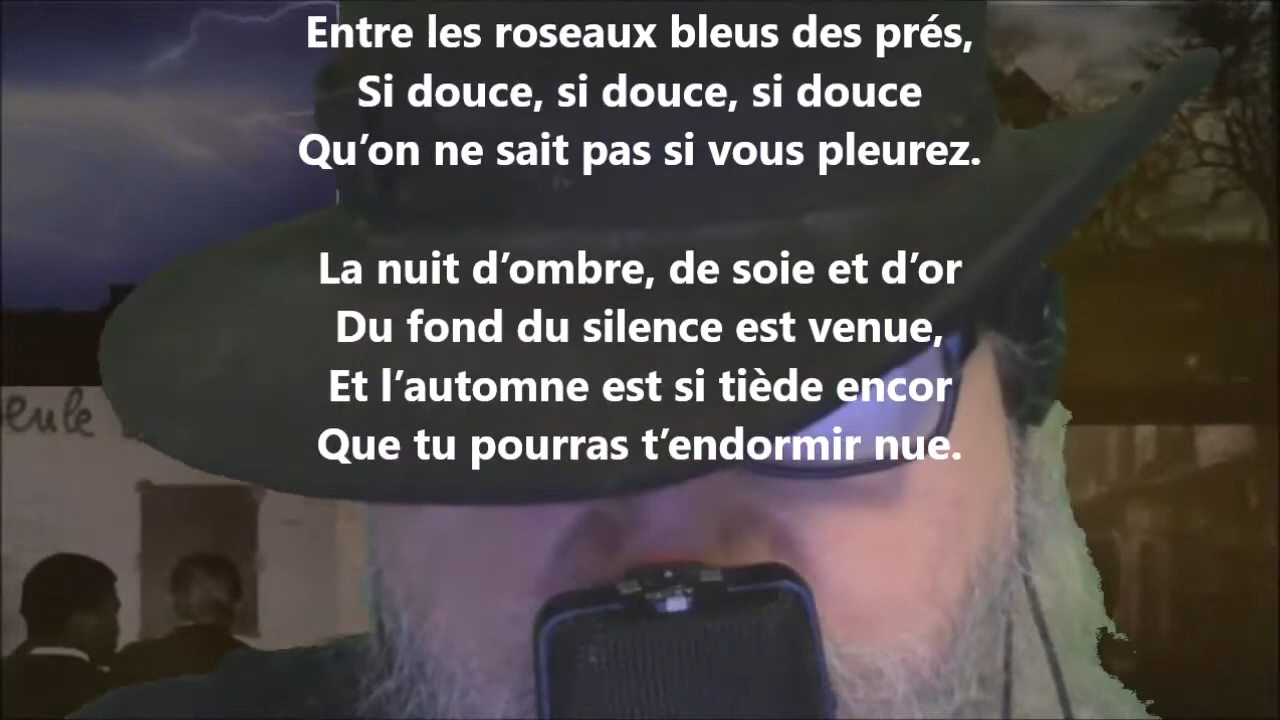 Entre les roseaux bleus des prés,
Si douce, si douce, si douce
Qu’on ne sait pas si vous pleurez.
La nuit d’ombre, de soie et d’or
Du fond du silence est venue,
Et l’automne est si tiède encor
Que tu pourras t’endormir nue.
eule